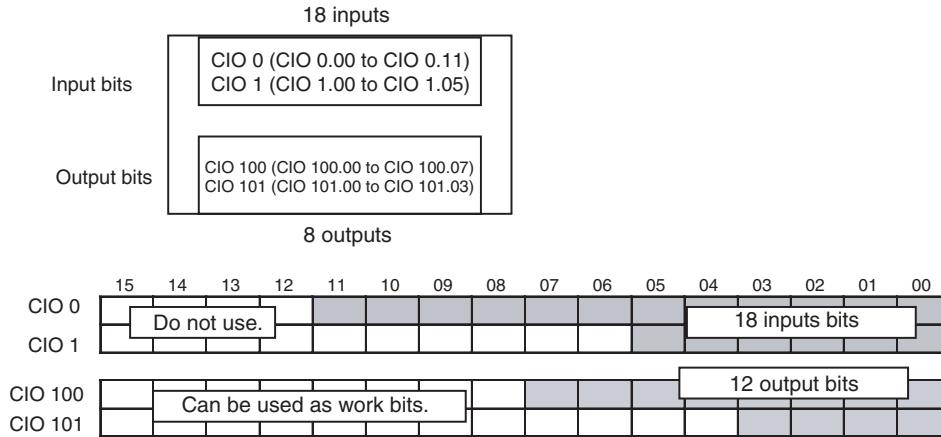 18 inputs
Input bits
CIO 0 (CIO 0.00 to CIO 0.11)
CIO 1 (CIO 1.00 to CIO 1.05)
Output bits
CIO 100 (CIO 100.00 to CIO 100.07)
CIO 101 (CIO 101.00 to CIO 101.03)
8 outputs
15 14 13 12 11 10 09 08 07 06 05 04 03 02 01 00
CIO 0
Do not use.
18 inputs bits
CIO 1
12 output bits
CIO 100
Can be used as work bits.
CIO 101